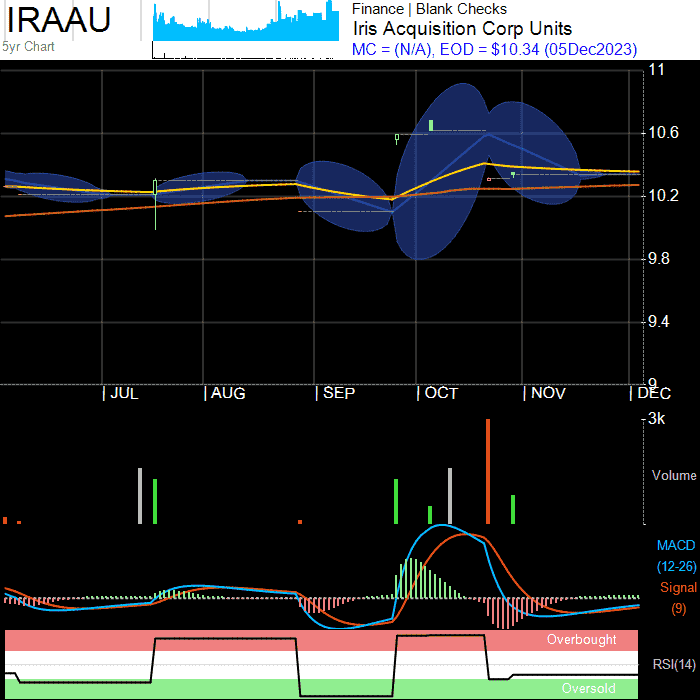 IRAAU
5yr Chart
Finance | Blank Checks
Iris Acquisition Corp Units
MC = (N/A), EOD = $10.34 (05Dec2023)
11
10.6
10.2
9.8
9.4
9
JUL AUG SEP OCT NOV DEC
3k
Volume
MACD
(12-26)
Signal
(9)
Overbought
RSI(14)
Oversold